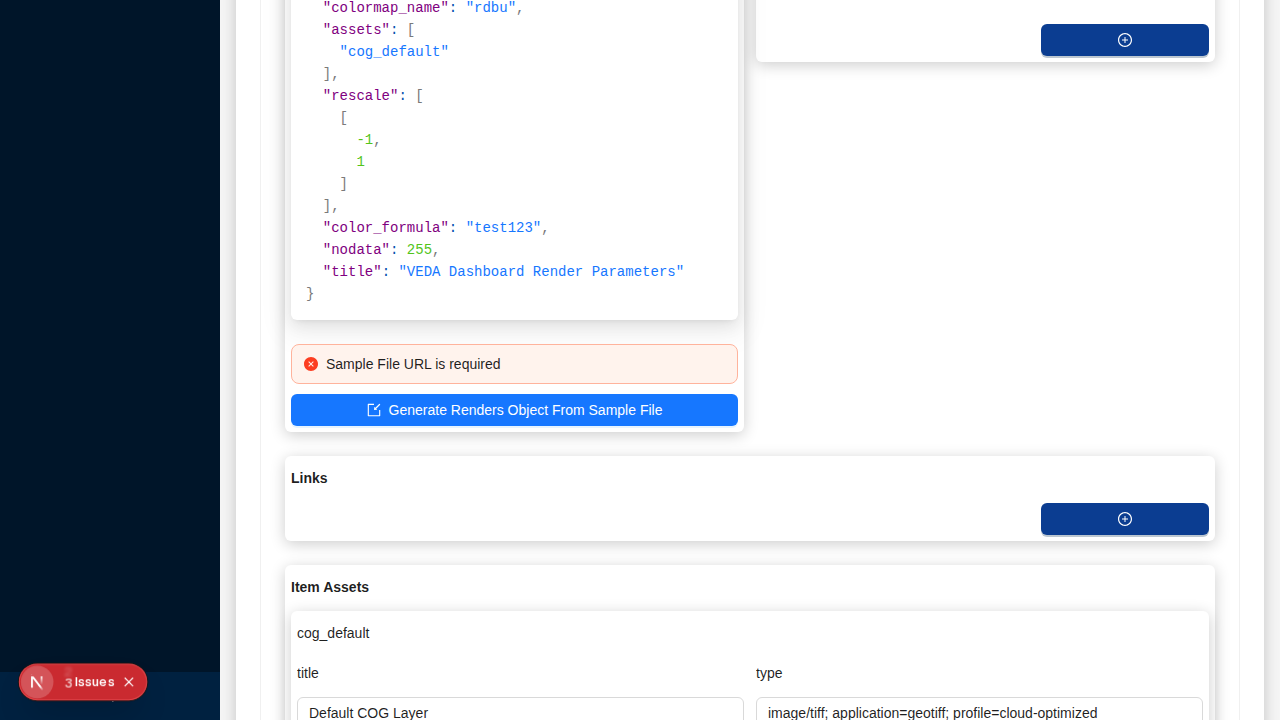 "colormap_name": "rdbu",
"assets": [
"cog_default"
],
"rescale": [
[
-1,
1
]
],
"color_formula": "test123",
"nodata": 255,
"title": "VEDA Dashboard Render Parameters"
}
Sample File URL is required
Generate Renders Object From Sample File
Links
Item Assets
cog_default
title
type
Default COG Layer
image/tiff; application=geotiff; profile=cloud-optimized
3 Issues